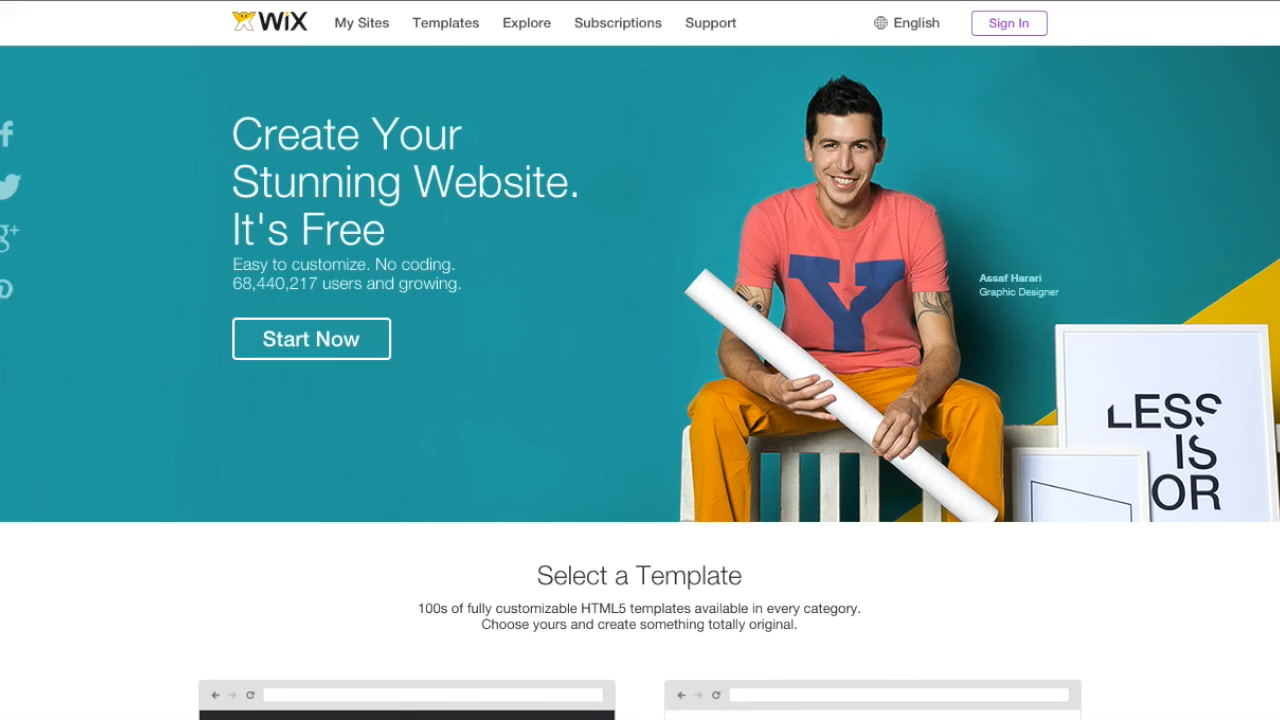 WiX
My Sites
Templates
Explore
Subscriptions
Support
English
Sign In
Create Your
Stunning Website.
It's Free
Easy to customize. No coding.
68,440,217 users and growing.
Start Now
Y
Assaf Harari
Graphic Designer
LESS
IS
OR
Select a Template
100s of fully customizable HTML5 templates available in every category.
Choose yours and create something totally original.